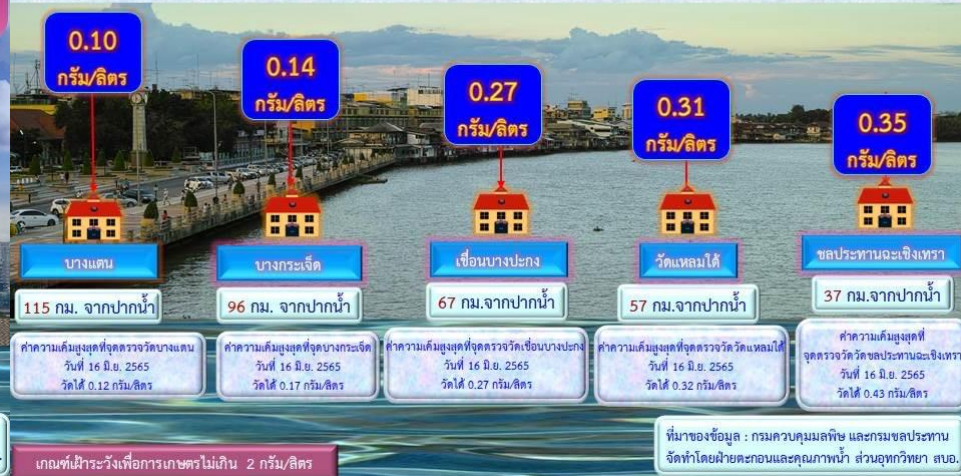 0.10
กรัม/ลิตร
0.14
กรัม/ลิตร
0.27
กรัม/ลิตร
0.31
กรัม/ลิตร
0.35
กรัม/ลิตร
บางแตน
บางกระเจ็ด
เขื่อนบางปะกง
วัดแหลมใต้
ชลประทานฉะเชิงเทรา
115 กม. จากปากน้ำ
96 กม. จากปากน้ำ
67 กม.จากปากน้ำ
57 กม.จากปากน้ำ
37 กม.จากปากน้ำ
ค่าความเค็มสูงสุดที่จุดตรวจวัดบางแตน
วันที่ 16 มิ.ย. 2565
วัดได้ 0.12 กรัม/ลิตร
ค่าความเค็มสูงสุดที่จุดบางกระเจ็ด
วันที่ 16 มิ.ย. 2565
วัดได้ 0.17 กรัม/ลิตร
ค่าความเค็มสูงสุดที่จุดตรวจวัดเขื่อนบางปะกง
วันที่ 16 มิ.ย. 2565
วัดได้ 0.27 กรัม/ลิตร
ค่าความเค็มสูงสุดที่จุดตรวจวัดวัดแหลมใต้
วันที่ 16 มิ.ย. 2565
วัดได้ 0.32 กรัม/ลิตร
ค่าความเค็มสูงสุดที่
จุดตรวจวัดวัดชลประทานฉะเชิงเทรา
วันที่ 16 มิ.ย. 2565
วัดได้ 0.43 กรัม/ลิตร
เกณฑ์เฝ้าระวังเพื่อการเกษตรไม่เกิน 2 กรัม/ลิตร
ที่มาของข้อมูล : กรมควบคุมมลพิษ และกรมชลประทาน
จัดทำโดยฝ่ายตะกอนและคุณภาพน้ำ ส่วนอุทกวิทยา สบอ.